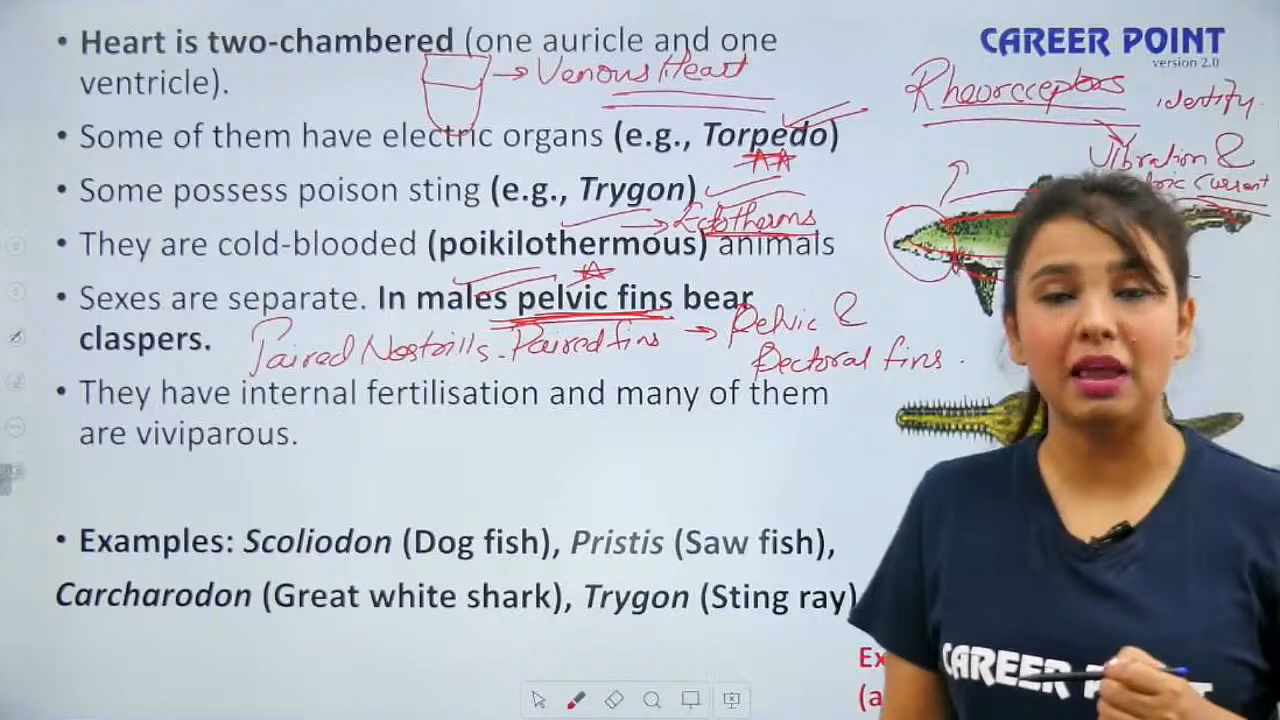 • Heart is two-chambered (one auricle and one
ventricle).
→ Venous Heart
• Some of them have electric organs (e.g., Torpedo)
• Some possess poison sting (e.g., Trygon)
→ Ectotherms
• They are cold-blooded (poikilothermous) animals
• Sexes are separate. In males pelvic fins bear
claspers.
Paired Nostrills - Paired fins → Pelvic &
Pectoral fins.
• They have internal fertilisation and many of them
are viviparous.
• Examples: Scoliodon (Dog fish), Pristis (Saw fish),
Carcharodon (Great white shark), Trygon (Sting ray)
CAREER POINT
version 2.0
Rheoreceptors identify
Vibration &
Current
Ex
(a
CAREER P